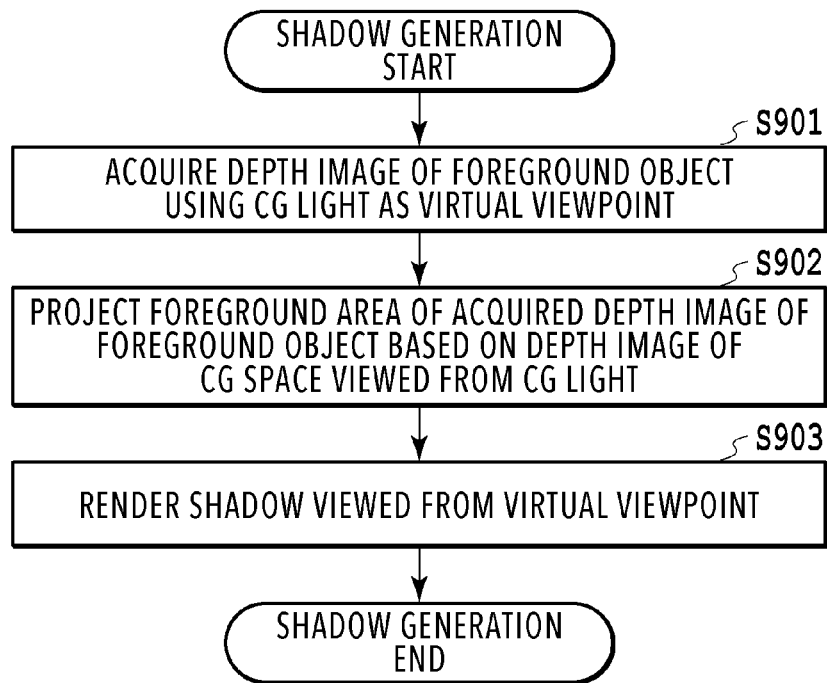 SHADOW GENERATION
START
S901
ACQUIRE DEPTH IMAGE OF FOREGROUND OBJECT
USING CG LIGHT AS VIRTUAL VIEWPOINT
S902
PROJECT FOREGROUND AREA OF ACQUIRED DEPTH IMAGE OF
FOREGROUND OBJECT BASED ON DEPTH IMAGE OF
CG SPACE VIEWED FROM CG LIGHT
S903
RENDER SHADOW VIEWED FROM VIRTUAL VIEWPOINT
SHADOW GENERATION
END